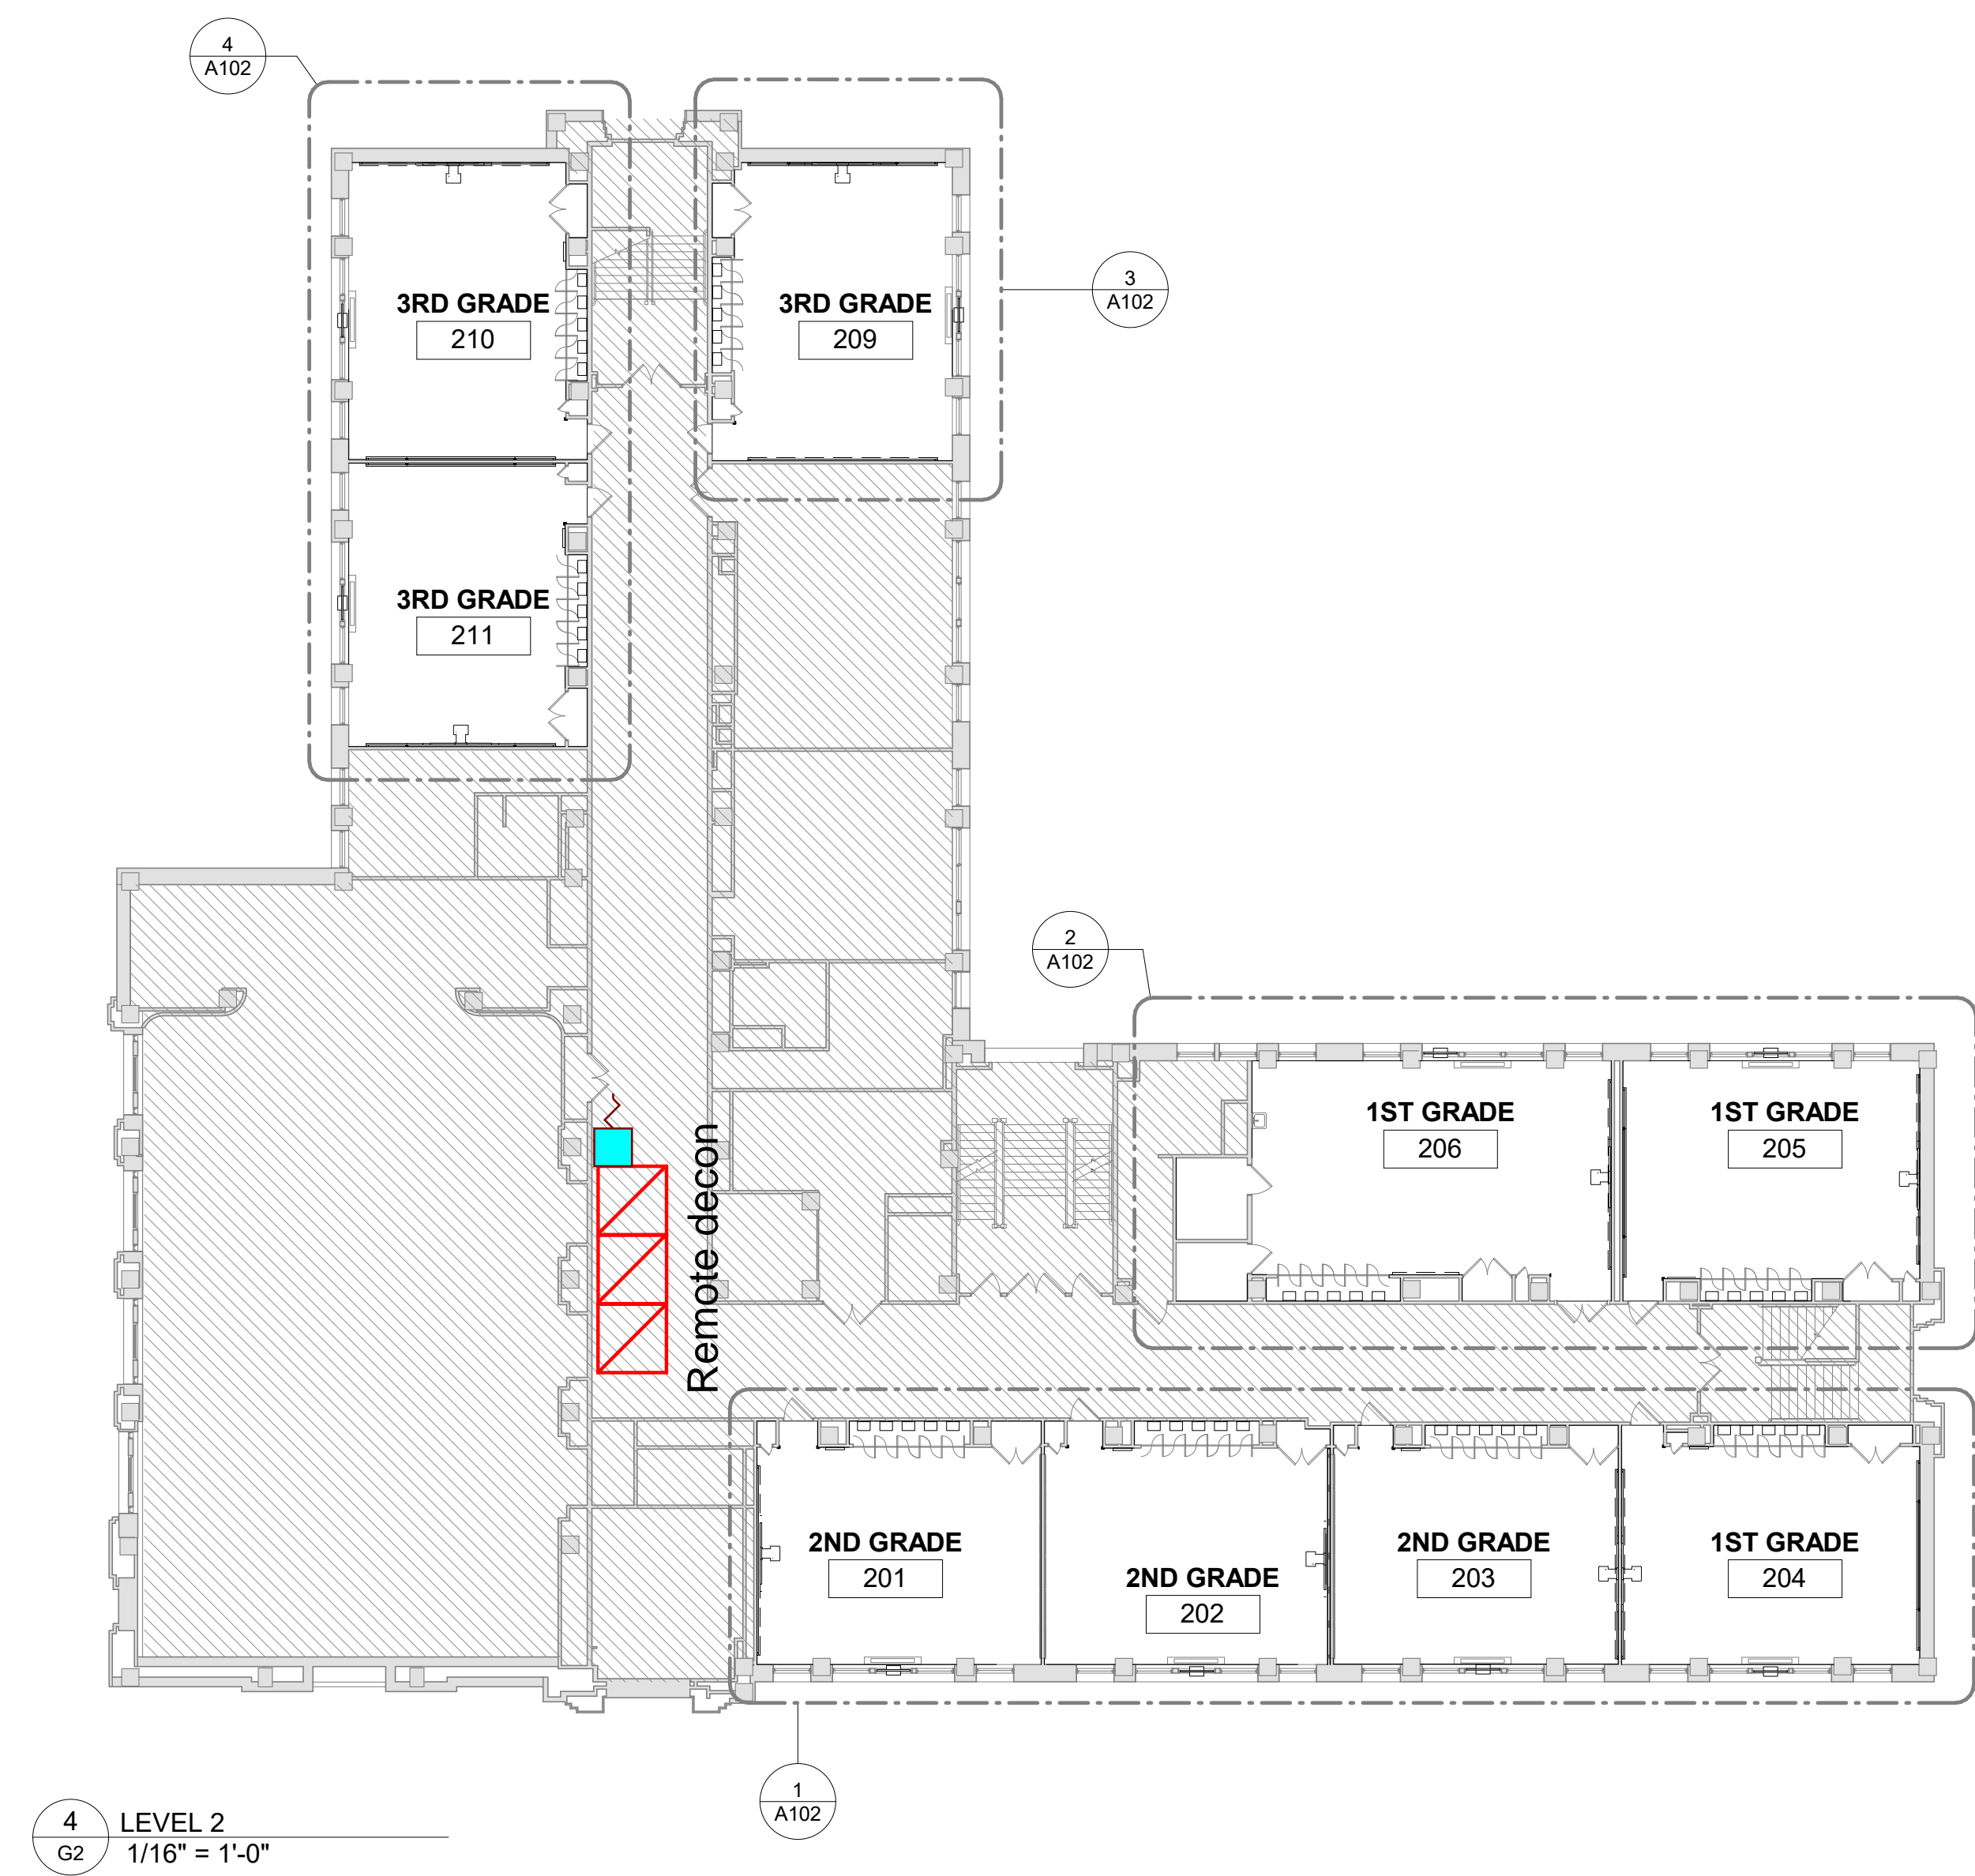 4
A102
3
A102
3RD GRADE
210
3RD GRADE
209
3RD GRADE
211
2
A102
1ST GRADE
206
1ST GRADE
205
Remote decon
2ND GRADE
201
2ND GRADE
202
2ND GRADE
203
1ST GRADE
204
1
A102
4
G2
LEVEL 2
1/16" = 1'-0"